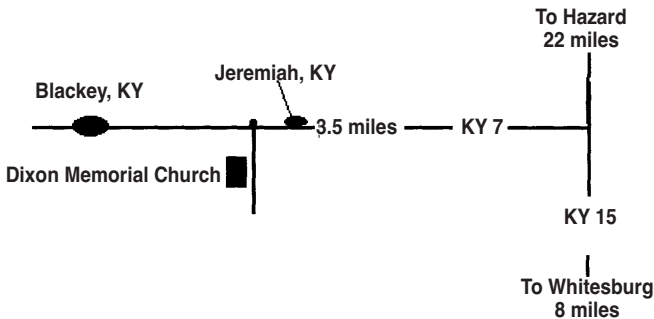 To Hazard
22 miles
Jeremiah, KY
Blackey, KY
3.5 miles
KY 7
Dixon Memorial Church
KY 15
To Whitesburg
8 miles